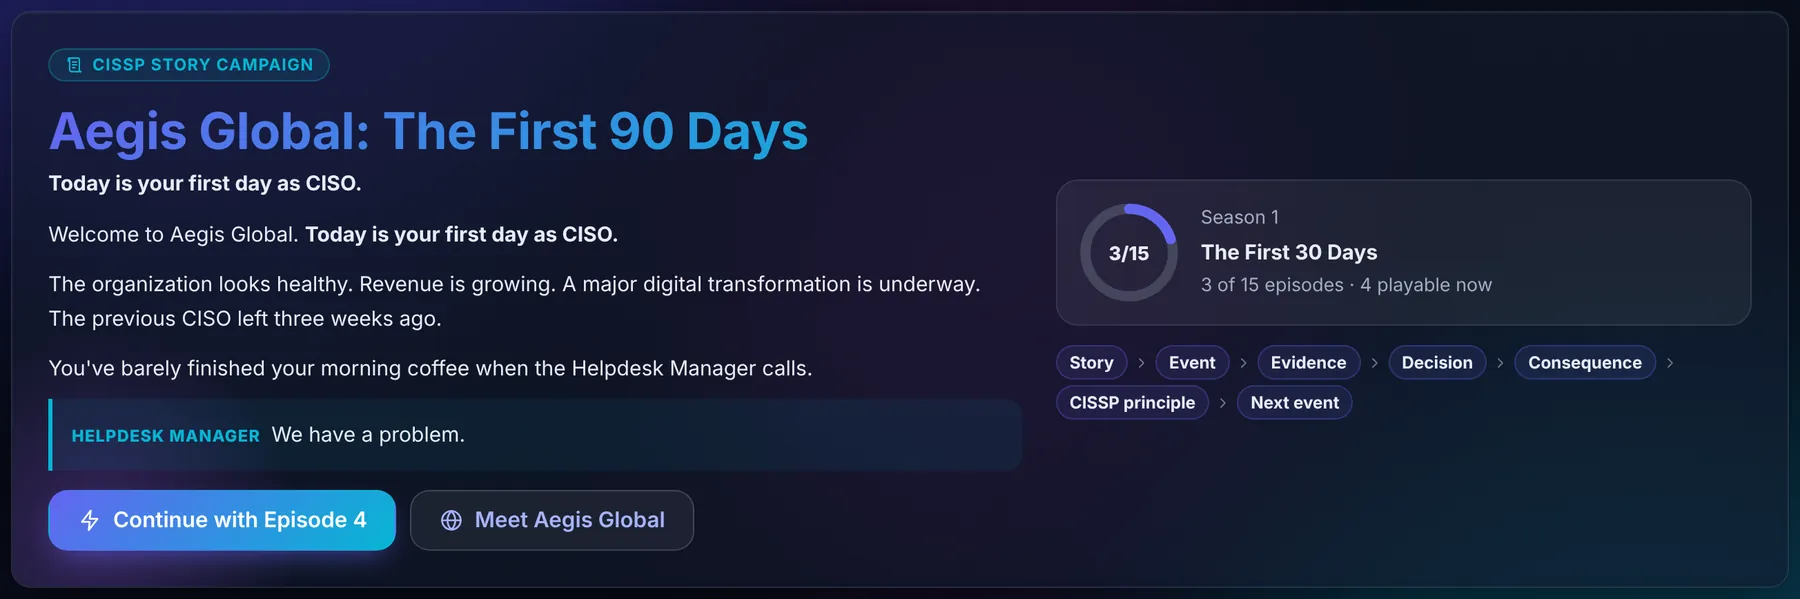 CISSP STORY CAMPAIGN
Aegis Global: The First 90 Days
Today is your first day as CISO.
Welcome to Aegis Global. Today is your first day as CISO.
The organization looks healthy. Revenue is growing. A major digital transformation is underway.
The previous CISO left three weeks ago.
You've barely finished your morning coffee when the Helpdesk Manager calls.
HELPDESK MANAGER We have a problem.
Continue with Episode 4
Meet Aegis Global
3/15
Season 1
The First 30 Days
3 of 15 episodes · 4 playable now
Story › Event › Evidence › Decision › Consequence ›
CISSP principle › Next event